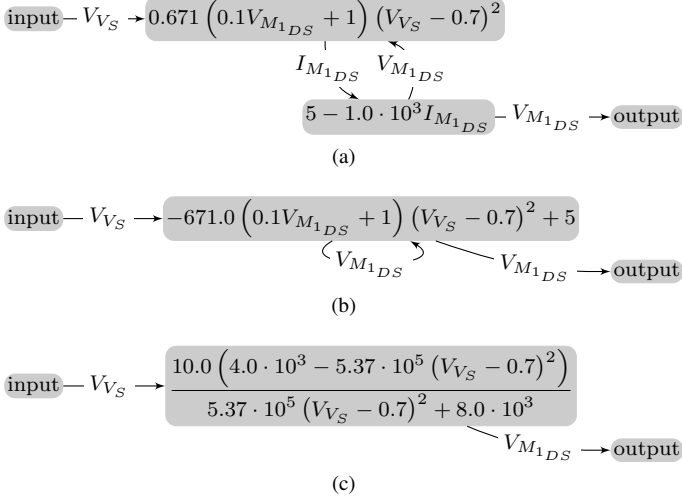 input V_{V_S} 0.671 (0.1V_{M_{1_{DS}}} + 1) (V_{V_S} − 0.7)^2
I_{M_{1_{DS}}} V_{M_{1_{DS}}}
5 − 1.0 · 10^3 I_{M_{1_{DS}}} V_{M_{1_{DS}}} output
(a)
input V_{V_S} −671.0 (0.1V_{M_{1_{DS}}} + 1) (V_{V_S} − 0.7)^2 + 5
V_{M_{1_{DS}}} V_{M_{1_{DS}}} output
(b)
input V_{V_S} \frac{10.0 (4.0 · 10^3 − 5.37 · 10^5 (V_{V_S} − 0.7)^2)}{5.37 · 10^5 (V_{V_S} − 0.7)^2 + 8.0 · 10^3}
V_{M_{1_{DS}}} output
(c)